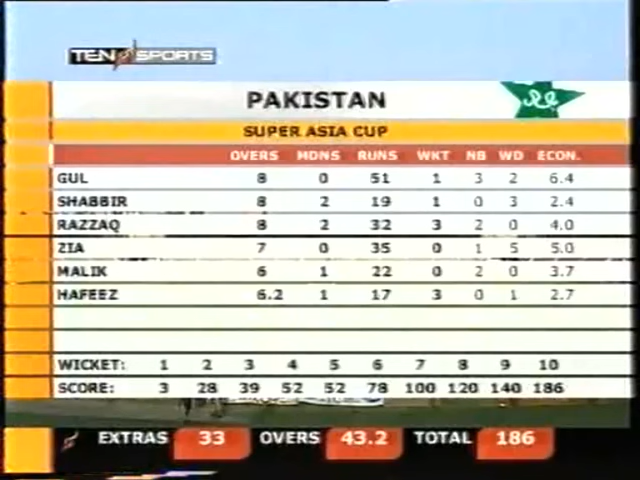 TEN SPORTS
PAKISTAN
SUPER ASIA CUP
OVERS MDNS RUNS WKT NB WD ECON.
GUL 8 0 51 1 3 2 6.4
SHABBIR 8 2 19 1 0 3 2.4
RAZZAQ 8 2 32 3 2 0 4.0
ZIA 7 0 35 0 1 5 5.0
MALIK 6 1 22 0 2 0 3.7
HAFEEZ 6.2 1 17 3 0 1 2.7
WICKET: 1 2 3 4 5 6 7 8 9 10
SCORE: 3 28 39 52 52 78 100 120 140 186
EXTRAS 33 OVERS 43.2 TOTAL 186